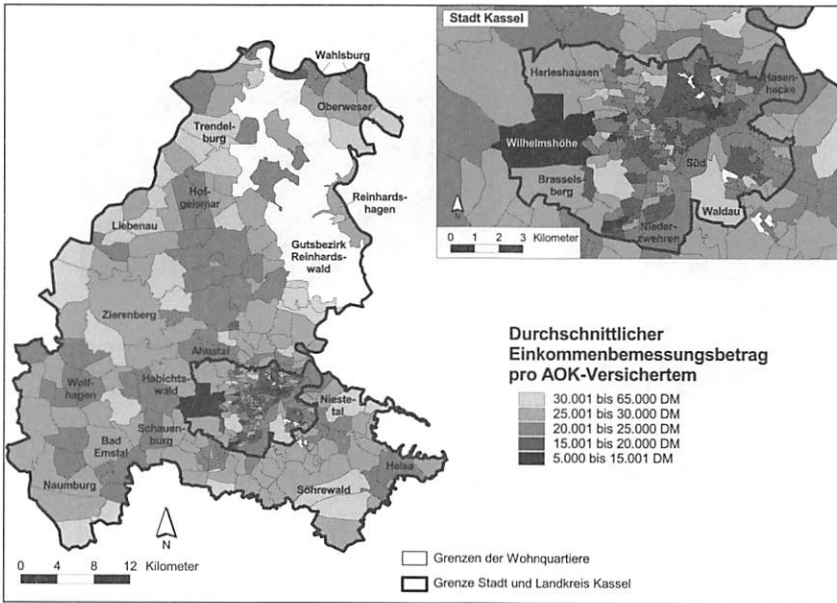 Wahlsburg
Oberweser
Trendel-
burg
Hof-
geismar
Reinhards-
hagen
Liebenau
Gutsbezirk
Reinhards-
wald
Zierenberg
Ahnatal
Wolf-
hagen
Habichts-
wald
Nieste-
tal
Schauen-
burg
Bad
Emstal
Helsa
Naumburg
Söhrewald
N
0 4 8 12 Kilometer
Stadt Kassel
Harleshausen
Hasen-
hecke
Wilhelmshöhe
Süd
Brassels-
berg
Waldau
Nieder-
zwehren
N
0 1 2 3 Kilometer
Durchschnittlicher
Einkommenbemessungsbetrag
pro AOK-Versichertem
30.001 bis 65.000 DM
25.001 bis 30.000 DM
20.001 bis 25.000 DM
15.001 bis 20.000 DM
5.000 bis 15.001 DM
Grenzen der Wohnquartiere
Grenze Stadt und Landkreis Kassel